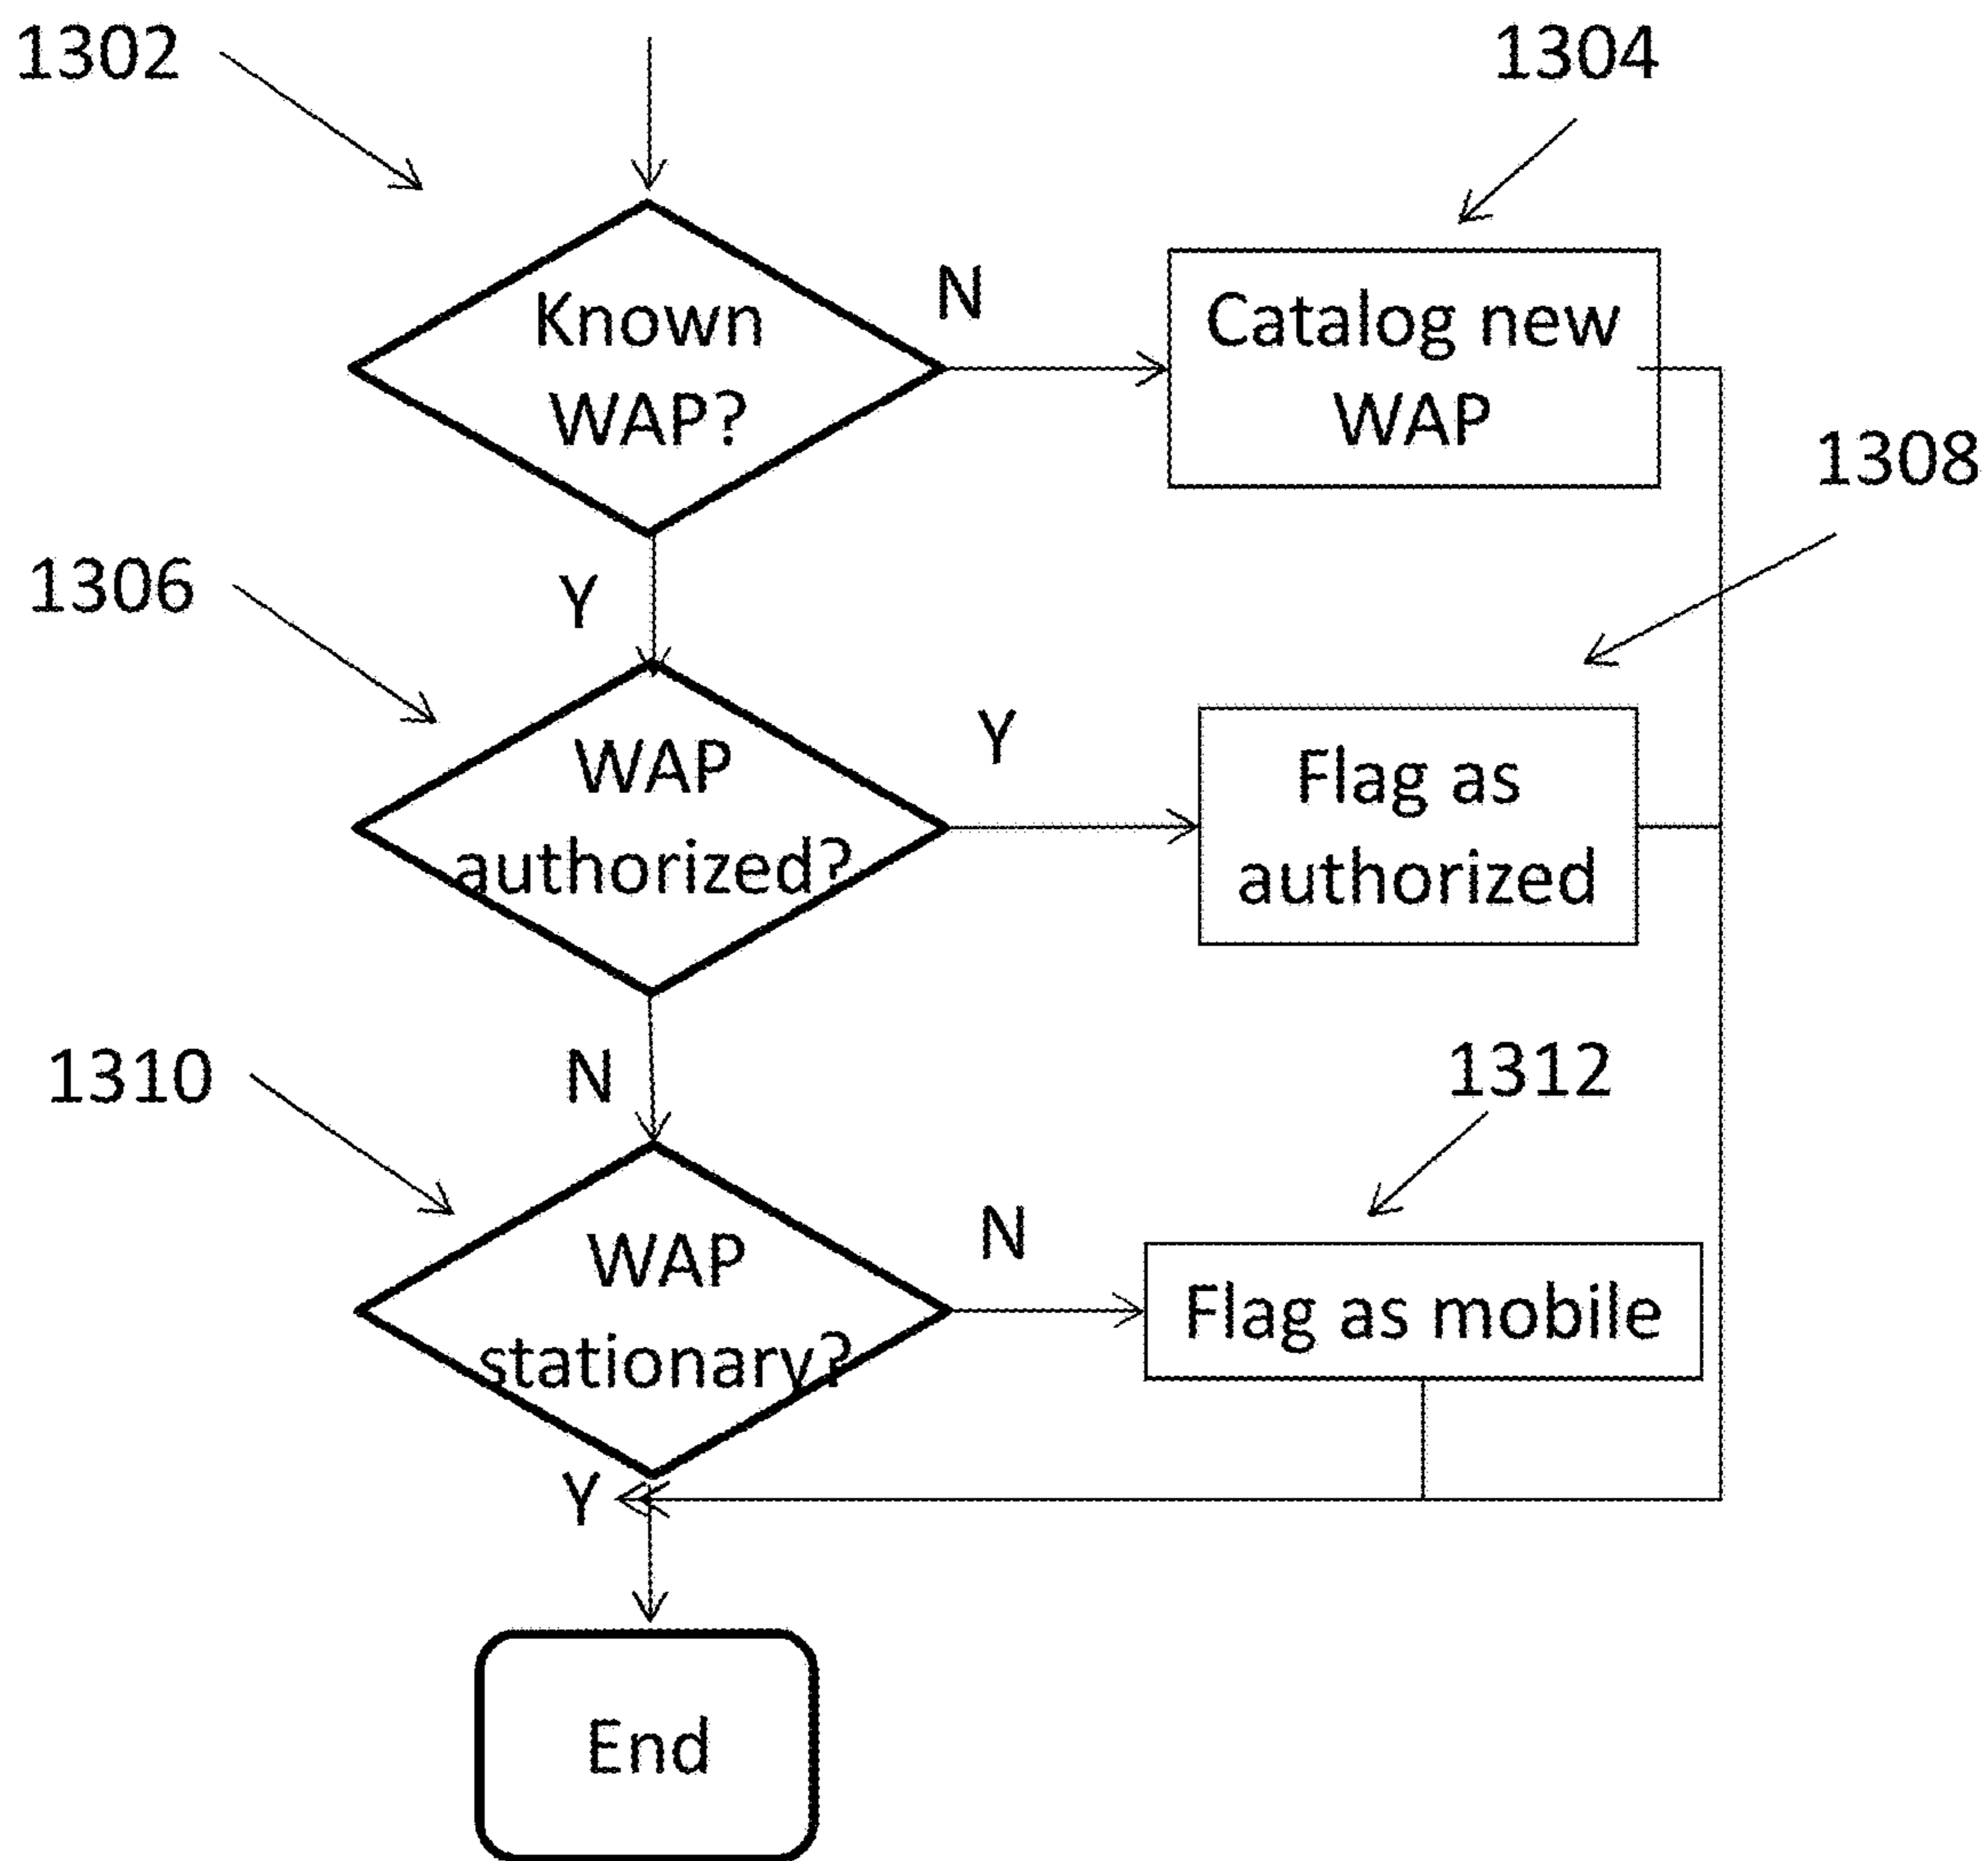 1302
1304
Known
WAP?
N
Catalog new
WAP
1308
1306
Y
WAP
authorized?
Y
Flag as
authorized
1310
N
1312
WAP
stationary?
N
Flag as mobile
Y
End